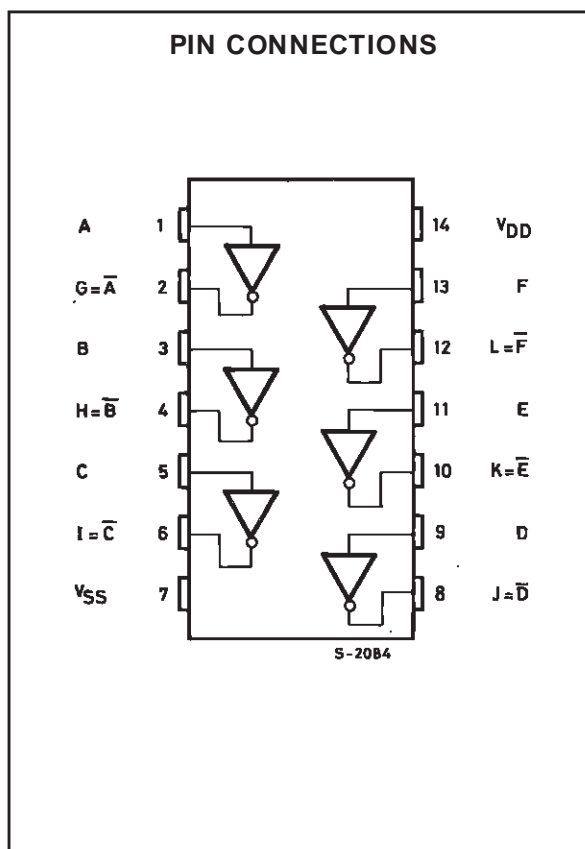 PIN CONNECTIONS
A 1 14 VDD
G=A̅ 2 13 F
B 3 12 L=F̅
H=B̅ 4 11 E
C 5 10 K=E̅
I=C̅ 6 9 D
VSS 7 8 J=D̅
S-2084